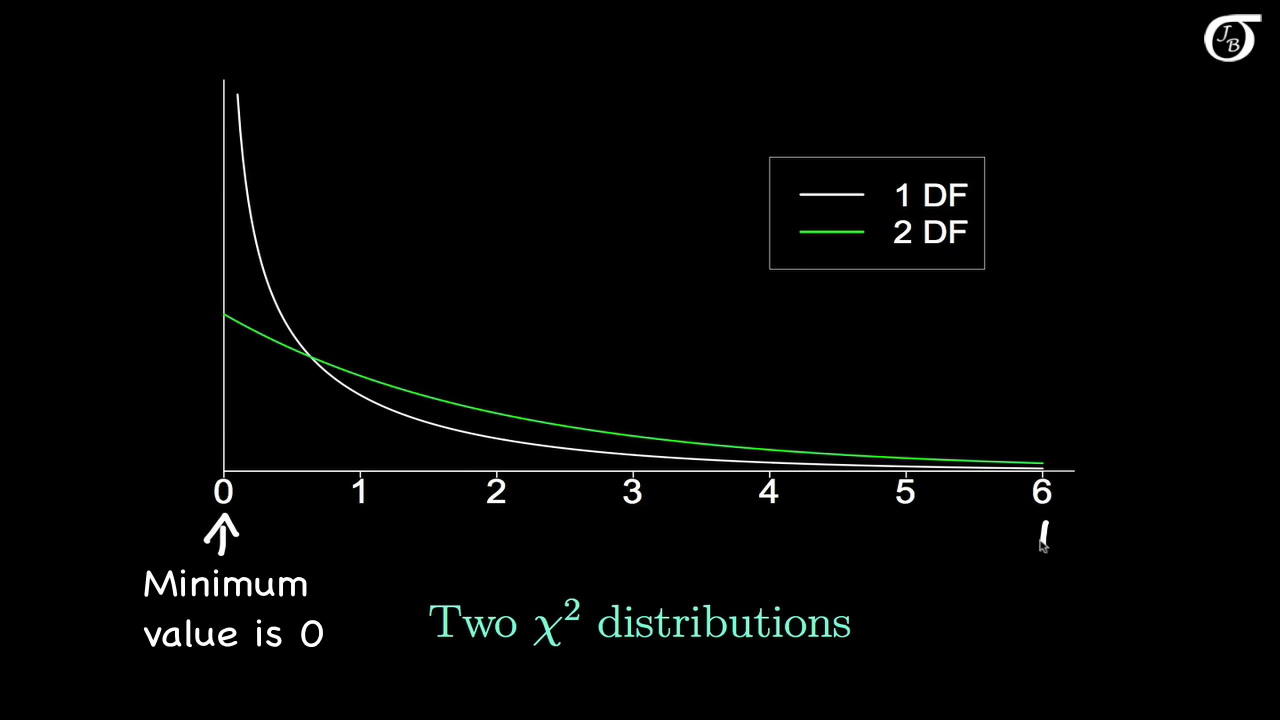 J
B
1 DF
2 DF
0 1 2 3 4 5 6
Minimum
value is 0
Two χ² distributions